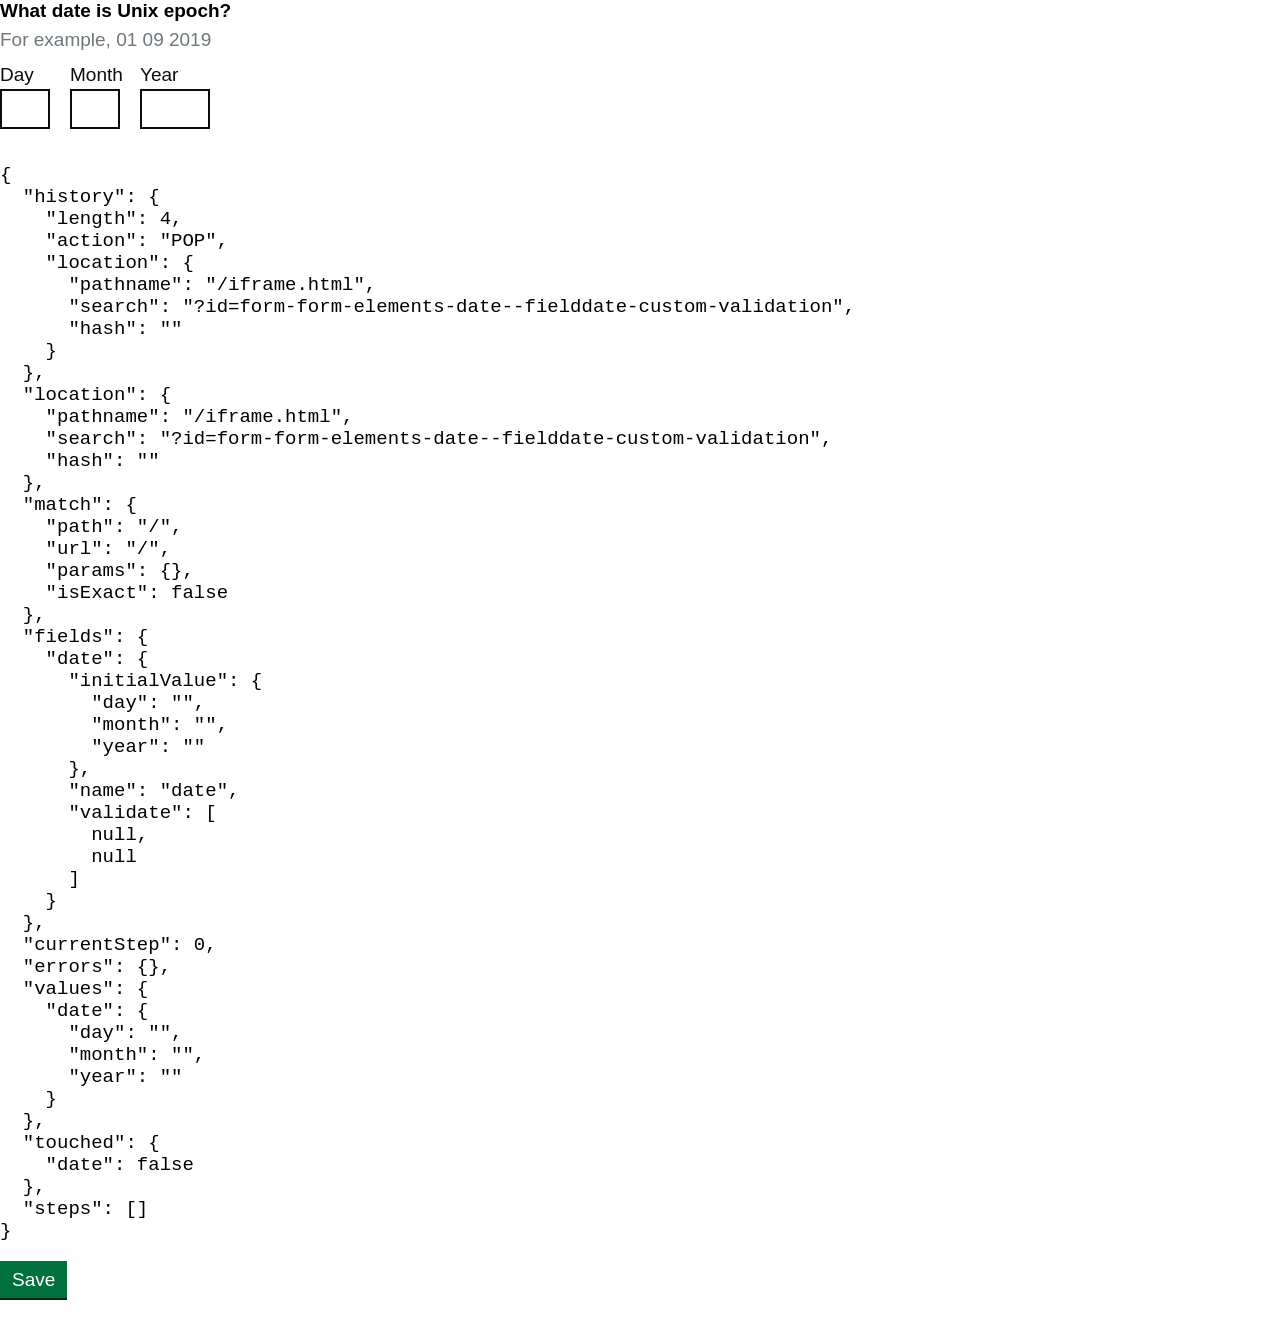 What date is Unix epoch?
For example, 01 09 2019
Day Month Year
{
  "history": {
    "length": 4,
    "action": "POP",
    "location": {
      "pathname": "/iframe.html",
      "search": "?id=form-form-elements-date--fielddate-custom-validation",
      "hash": ""
    }
  },
  "location": {
    "pathname": "/iframe.html",
    "search": "?id=form-form-elements-date--fielddate-custom-validation",
    "hash": ""
  },
  "match": {
    "path": "/",
    "url": "/",
    "params": {},
    "isExact": false
  },
  "fields": {
    "date": {
      "initialValue": {
        "day": "",
        "month": "",
        "year": ""
      },
      "name": "date",
      "validate": [
        null,
        null
      ]
    }
  },
  "currentStep": 0,
  "errors": {},
  "values": {
    "date": {
      "day": "",
      "month": "",
      "year": ""
    }
  },
  "touched": {
    "date": false
  },
  "steps": []
}
Save